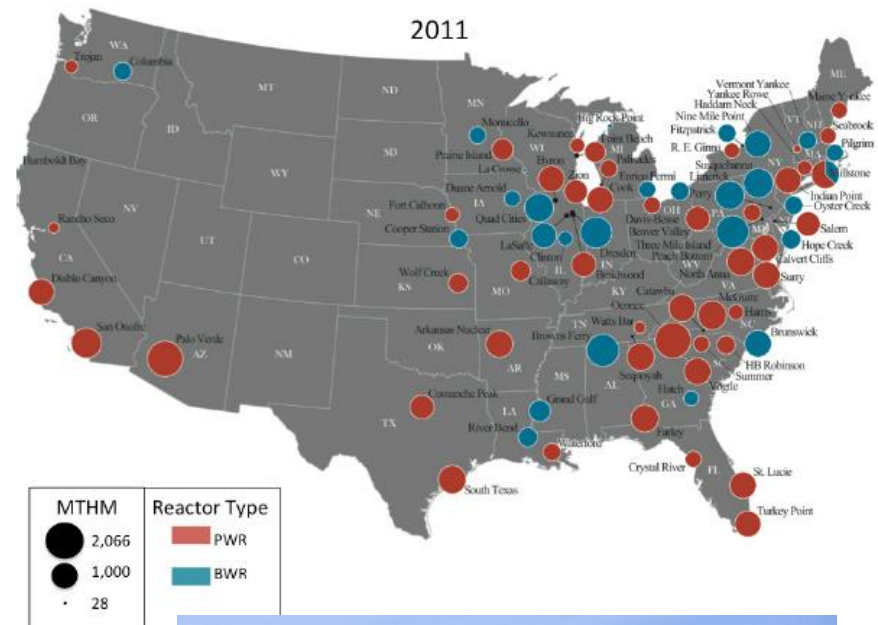 2011
WA
Trojan
Columbia
MT
ND
MN
OR
ID
SD
WY
Monticello
Prairie Island
La Crosse
WI
Kewaunee
Big Rock Point
Point Beach
MI
Palisades
Enrico Fermi
Byron
Zion
Cook
Vermont Yankee
Yankee Rowe
Haddam Neck
Nine Mile Point
Fitzpatrick
R. E. Ginna
Susquehanna
Limerick
Perry
ME
Maine Yankee
VT
NH
Seabrook
MA
Pilgrim
Millstone
NY
Indian Point
Oyster Creek
Salem
Hope Creek
Calvert Cliffs
Surry
Humboldt Bay
Rancho Seco
NV
CA
Diablo Canyon
San Onofre
UT
CO
AZ
Palo Verde
NM
NE
Fort Calhoun
Cooper Station
Duane Arnold
IA
Quad Cities
LaSalle
Clinton
IL
Dresden
Braidwood
IN
OH
Davis-Besse
Beaver Valley
PA
Three Mile Island
Peach Bottom
North Anna
WV
VA
KS
Wolf Creek
MO
Callaway
KY
Catawba
McGuire
Oconee
Harris
NC
Watts Bar
TN
Browns Ferry
Brunswick
HB Robinson
Summer
SC
Sequoyah
Vogtle
Hatch
OK
Arkansas Nuclear
AR
MS
AL
GA
Farley
TX
Comanche Peak
LA
Grand Gulf
River Bend
Waterford
South Texas
Crystal River
FL
St. Lucie
Turkey Point
MTHM
2,066
1,000
28
Reactor Type
PWR
BWR